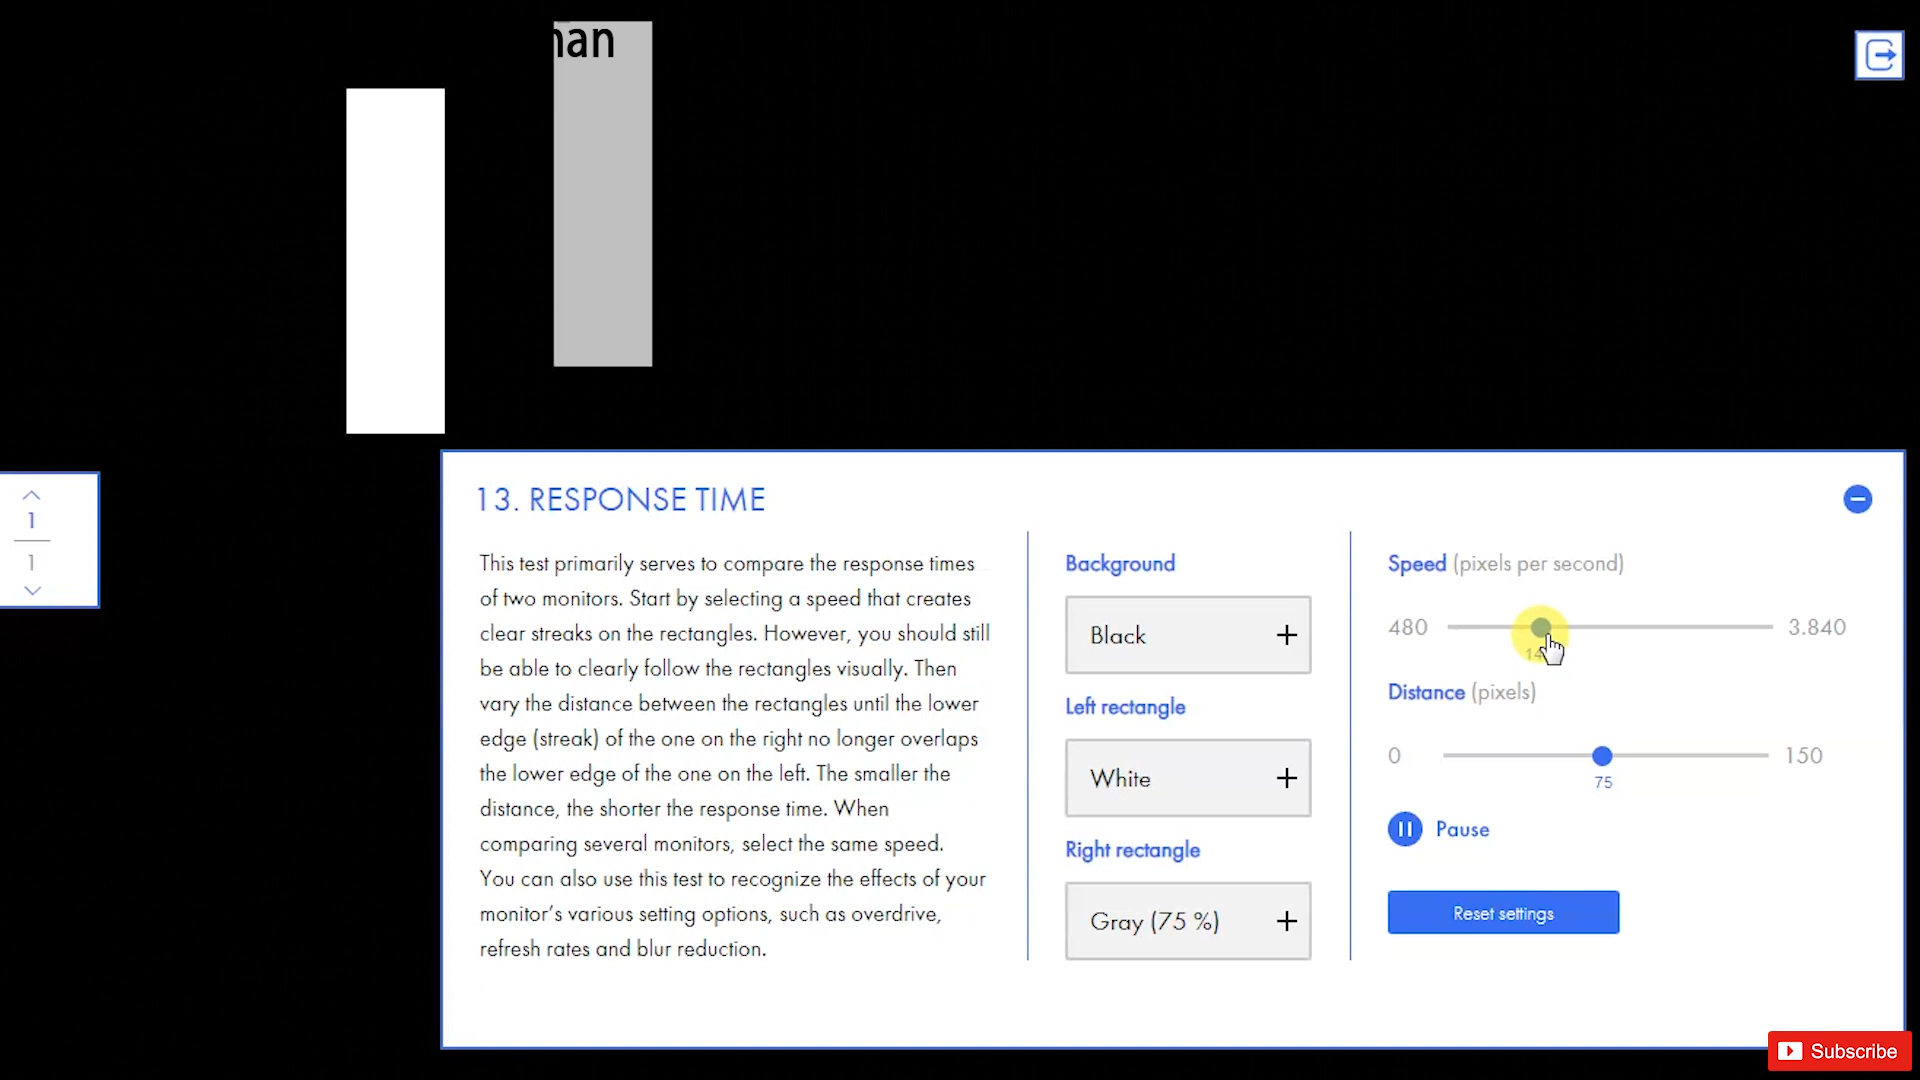 13. RESPONSE TIME
This test primarily serves to compare the response times
of two monitors. Start by selecting a speed that creates
clear streaks on the rectangles. However, you should still
be able to clearly follow the rectangles visually. Then
vary the distance between the rectangles until the lower
edge (streak) of the one on the right no longer overlaps
the lower edge of the one on the left. The smaller the
distance, the shorter the response time. When
comparing several monitors, select the same speed.
You can also use this test to recognize the effects of your
monitor's various setting options, such as overdrive,
refresh rates and blur reduction.
Background
Black +
Left rectangle
White +
Right rectangle
Gray (75 %) +
Speed (pixels per second)
480 3.840
Distance (pixels)
0 150
75
Pause
Reset settings
1
1
Subscribe